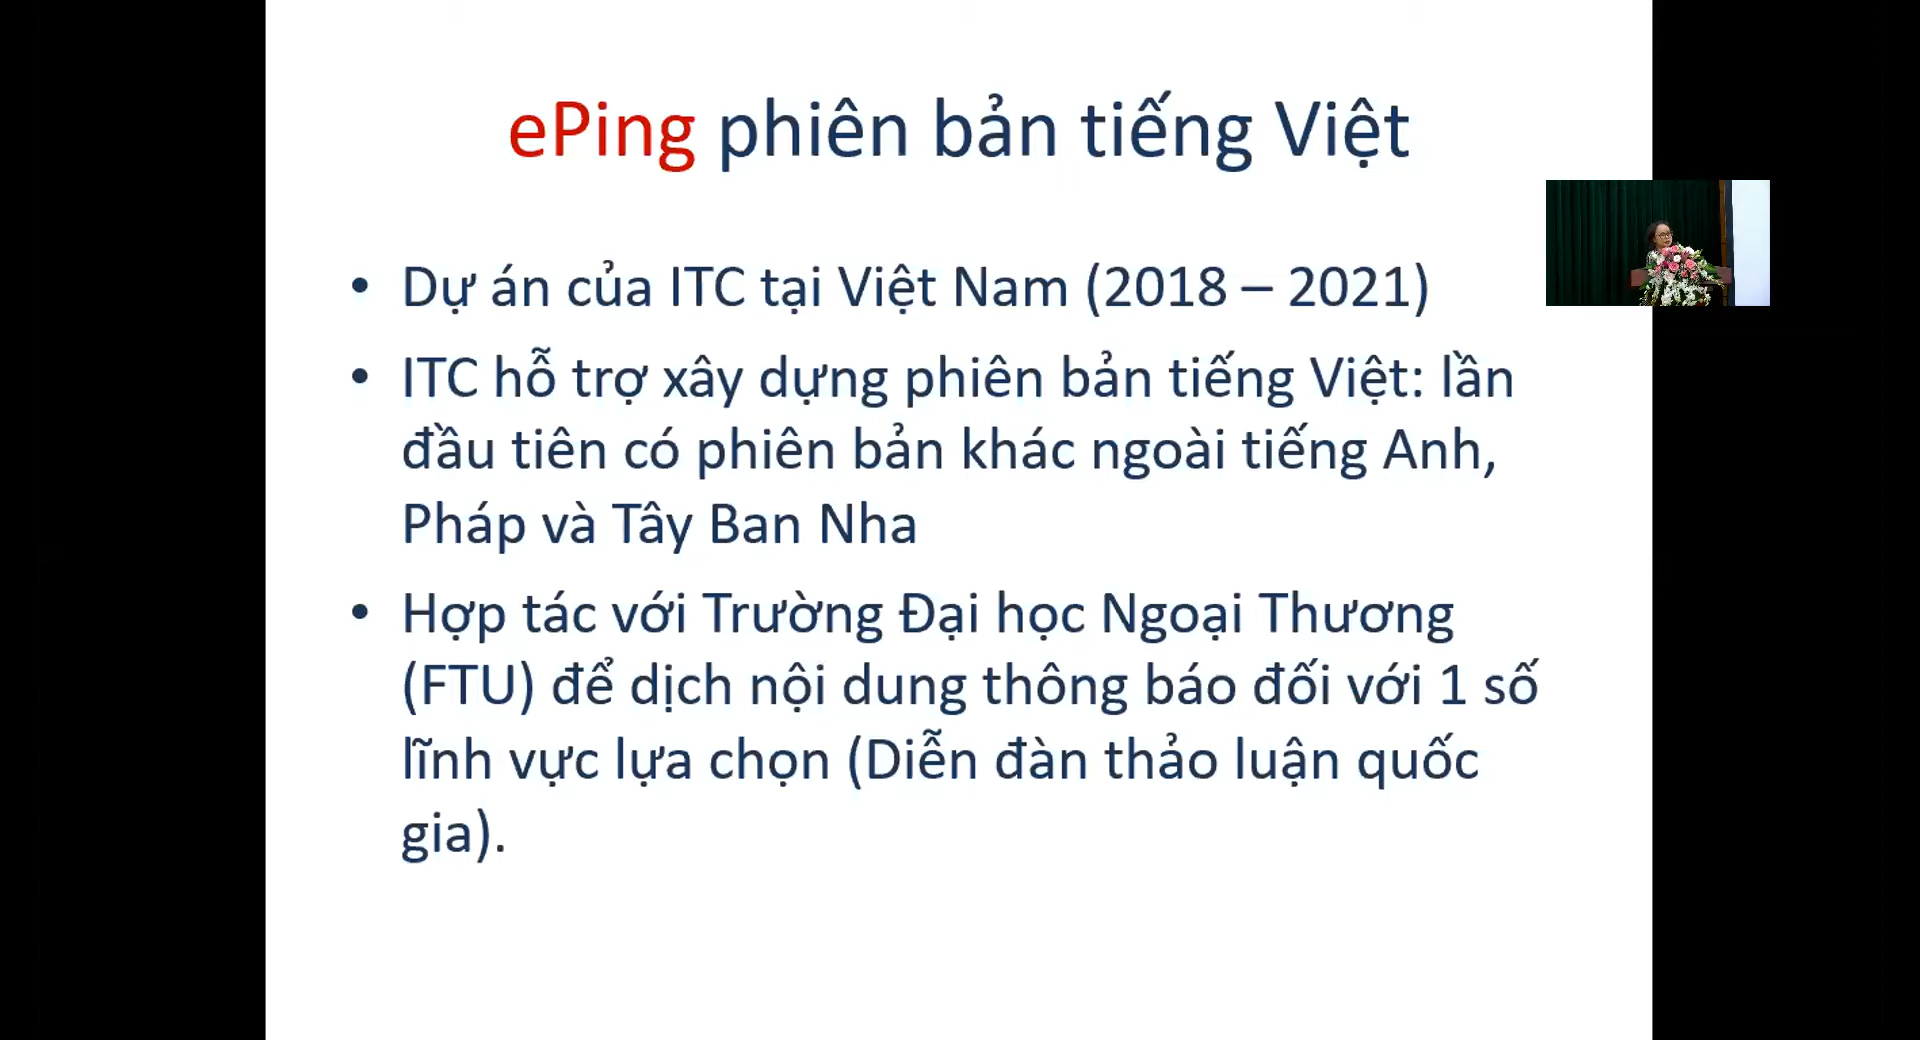 ePing phiên bản tiếng Việt
• Dự án của ITC tại Việt Nam (2018 – 2021)
• ITC hỗ trợ xây dựng phiên bản tiếng Việt: lần
đầu tiên có phiên bản khác ngoài tiếng Anh,
Pháp và Tây Ban Nha
• Hợp tác với Trường Đại học Ngoại Thương
(FTU) để dịch nội dung thông báo đối với 1 số
lĩnh vực lựa chọn (Diễn đàn thảo luận quốc
gia).